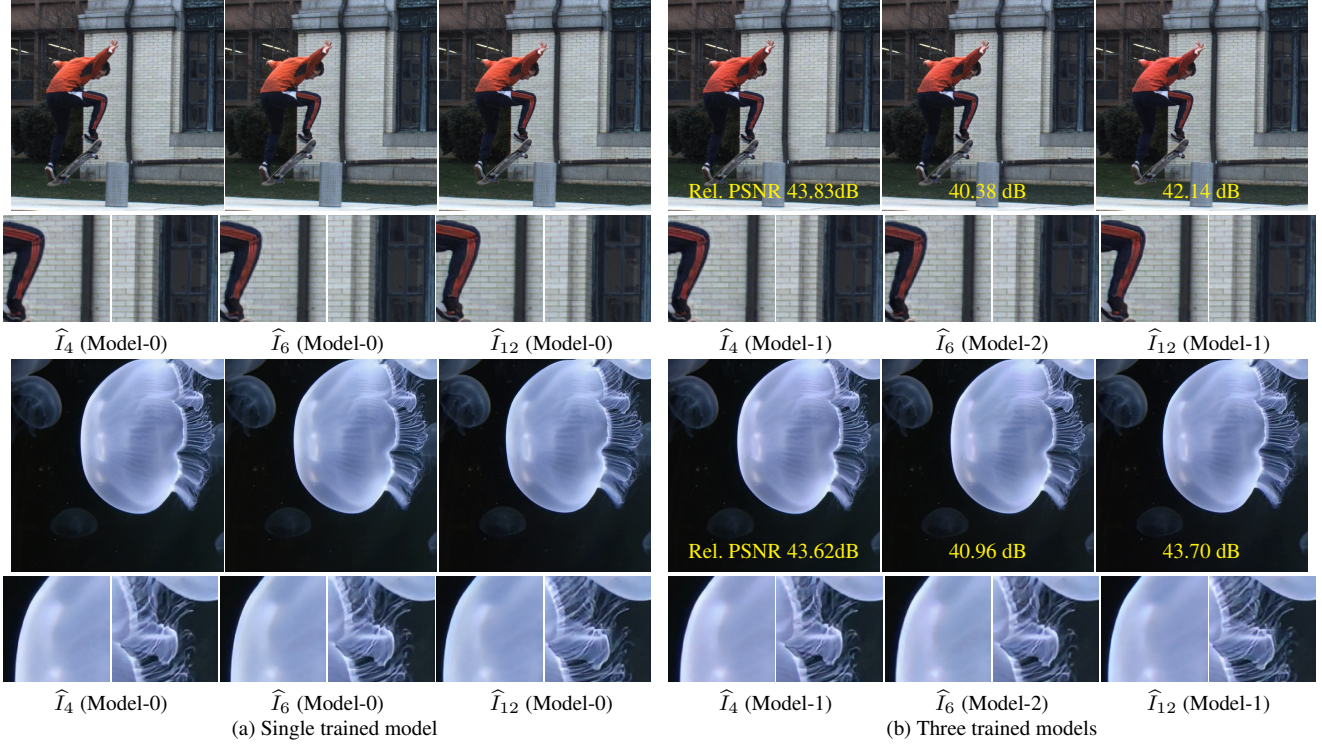 Rel. PSNR 43.83dB 40.38 dB 42.14 dB
Î₄ (Model-0) Î₆ (Model-0) Î₁₂ (Model-0) Î₄ (Model-1) Î₆ (Model-2) Î₁₂ (Model-1)
Rel. PSNR 43.62dB 40.96 dB 43.70 dB
Î₄ (Model-0) Î₆ (Model-0) Î₁₂ (Model-0) Î₄ (Model-1) Î₆ (Model-2) Î₁₂ (Model-1)
(a) Single trained model (b) Three trained models